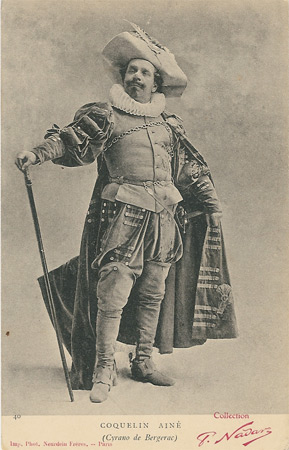 40
COQUELIN AINÉ
(Cyrano de Bergerac)
Collection
P. Nadar
Imp. Phot. Neurdein Frères. — Paris